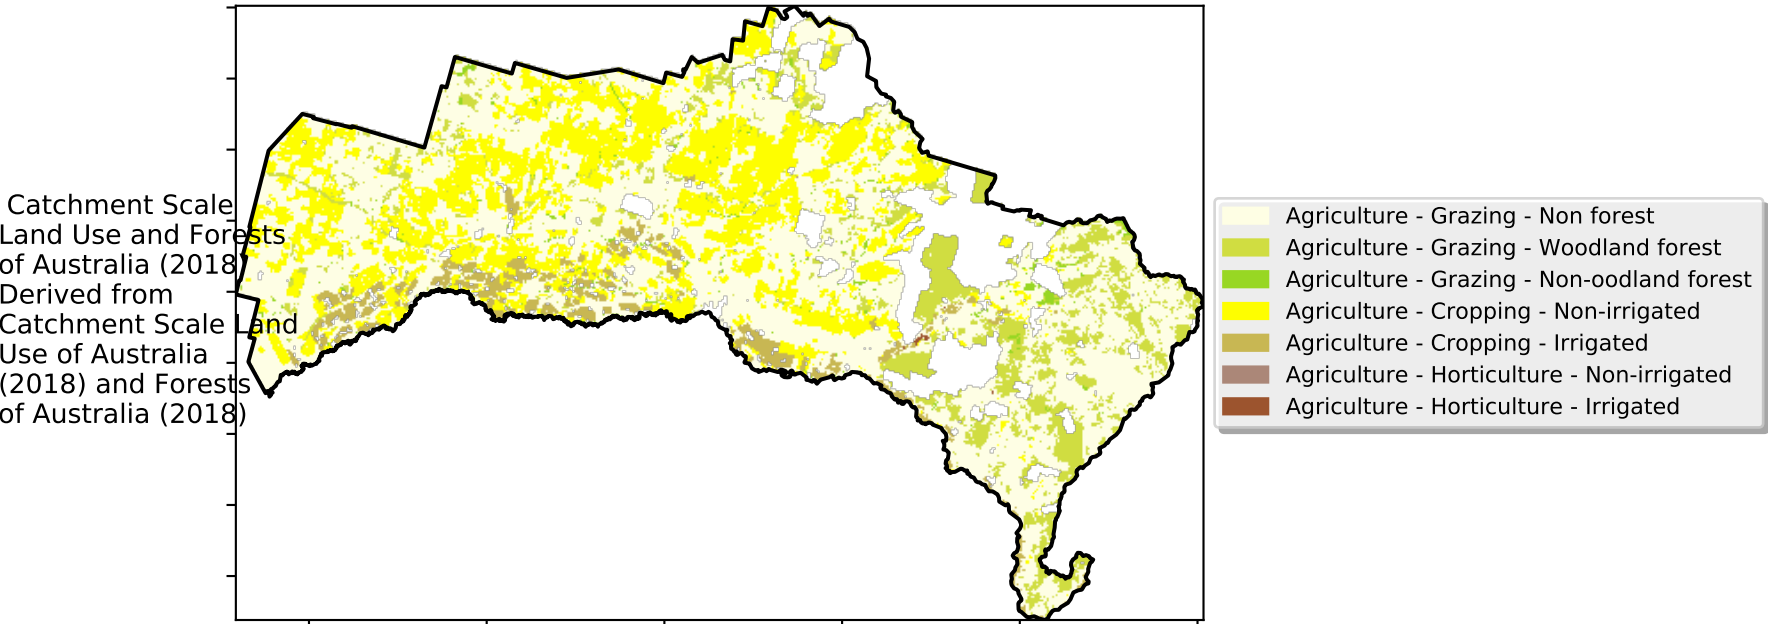 Catchment Scale
Land Use and Forests
of Australia (2018)
Derived from
Catchment Scale Land
Use of Australia
(2018) and Forests
of Australia (2018)
Agriculture - Grazing - Non forest
Agriculture - Grazing - Woodland forest
Agriculture - Grazing - Non-oodland forest
Agriculture - Cropping - Non-irrigated
Agriculture - Cropping - Irrigated
Agriculture - Horticulture - Non-irrigated
Agriculture - Horticulture - Irrigated